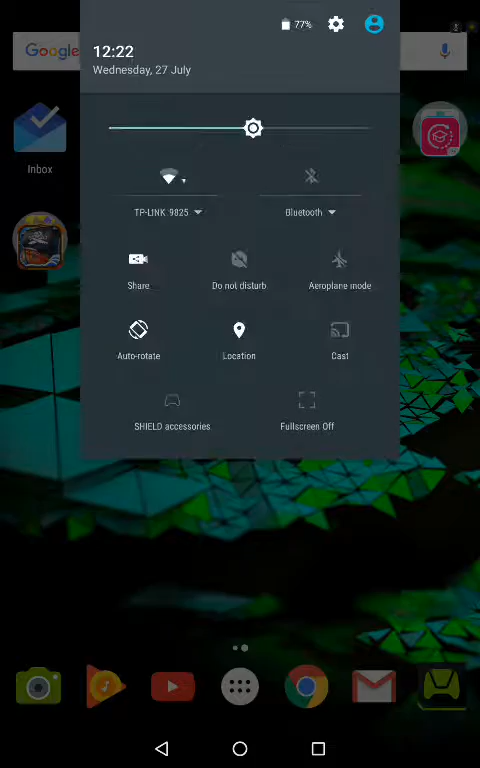 77%
12:22
Wednesday, 27 July
Google
Inbox
TP-LINK 9825
Bluetooth
Share
Do not disturb
Aeroplane mode
Auto-rotate
Location
Cast
SHIELD accessories
Fullscreen Off